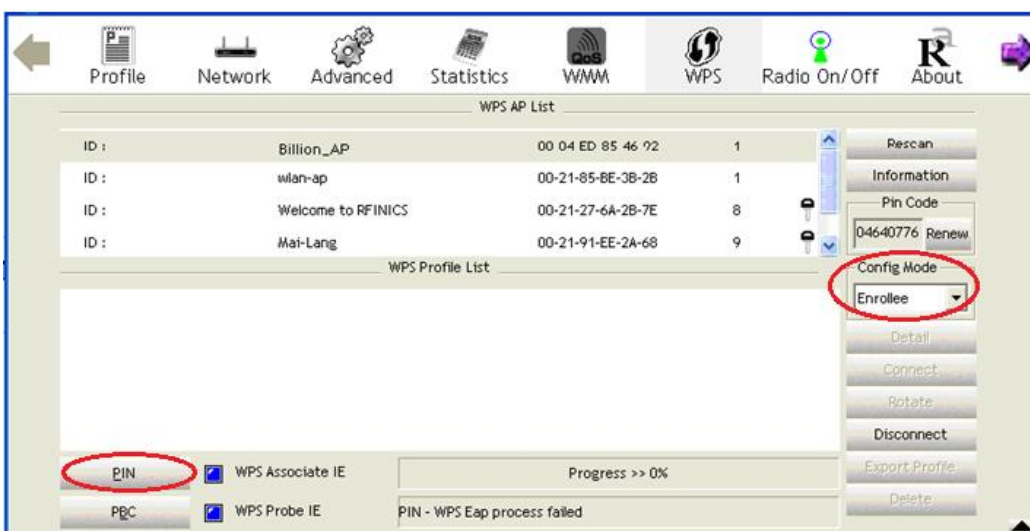 Profile Network Advanced Statistics QoS WMM WPS Radio On/Off About
WPS AP List
ID : Billion_AP 00 04 ED 85 46 92 1
ID : wlan-ap 00-21-85-BE-3B-2B 1
ID : Welcome to RFINICS 00-21-27-6A-2B-7E 8
ID : Mai-Lang 00-21-91-EE-2A-68 9
Rescan
Information
Pin Code
04640776 Renew
WPS Profile List
Config Mode
Enrollee
Detail
Connect
Rotate
Disconnect
Export Profile
Delete
PIN WPS Associate IE Progress >> 0%
PBC WPS Probe IE PIN - WPS Eap process failed